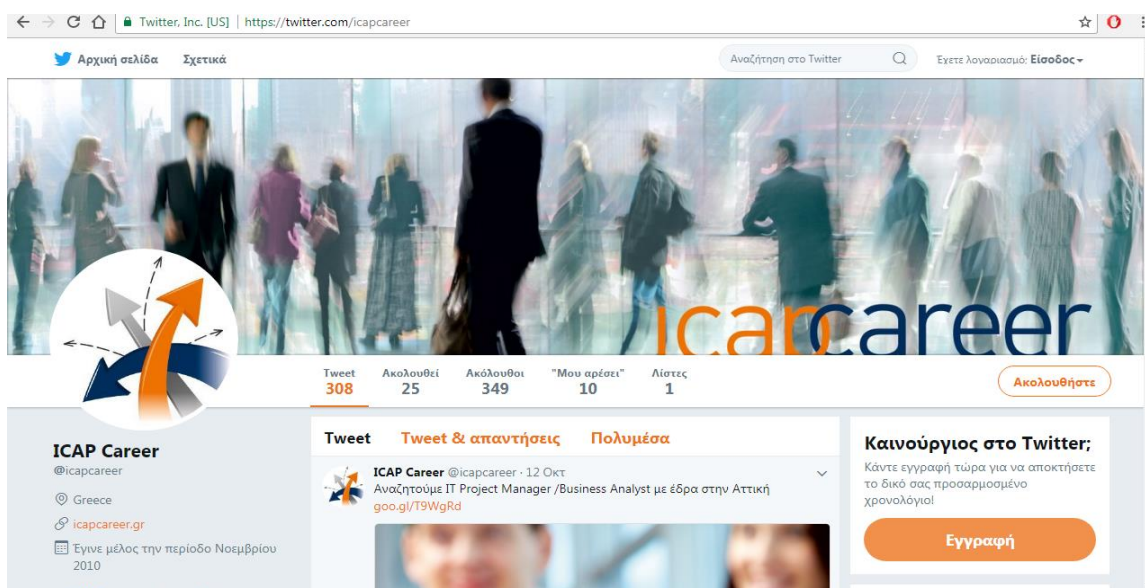 Twitter, Inc. [US] | https://twitter.com/icapcareer
Αρχική σελίδα Σχετικά Αναζήτηση στο Twitter Έχετε λογαριασμό; Είσοδος
icapcareer
Tweet Ακολουθεί Ακόλουθοι "Μου αρέσει" Λίστες
308 25 349 10 1
Ακολουθήστε
ICAP Career
@icapcareer
Greece
icapcareer.gr
Έγινε μέλος την περίοδο Νοεμβρίου
2010
Tweet Tweet & απαντήσεις Πολυμέσα
ICAP Career @icapcareer · 12 Οκτ
Αναζητούμε IT Project Manager /Business Analyst με έδρα στην Αττική
goo.gl/T9WgRd
Καινούργιος στο Twitter;
Κάντε εγγραφή τώρα για να αποκτήσετε
το δικό σας προσαρμοσμένο
χρονολόγιο!
Εγγραφή